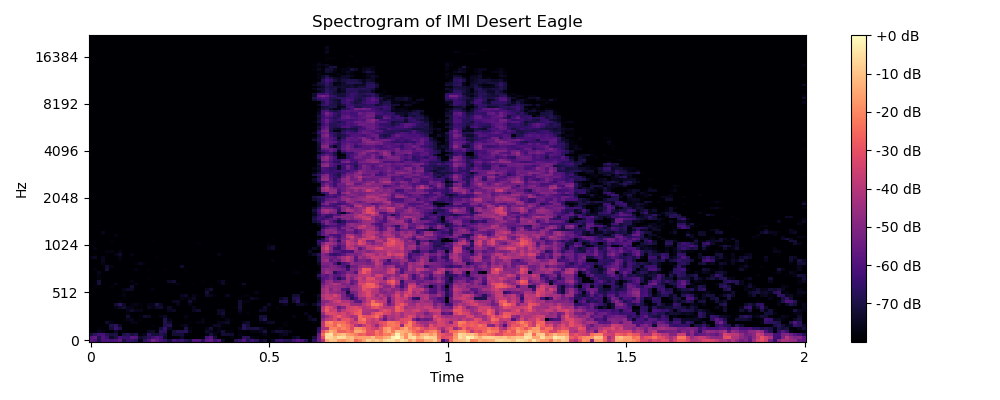 Spectrogram of IMI Desert Eagle
Hz
16384
8192
4096
2048
1024
512
0
0
0.5
1
1.5
2
Time
+0 dB
-10 dB
-20 dB
-30 dB
-40 dB
-50 dB
-60 dB
-70 dB